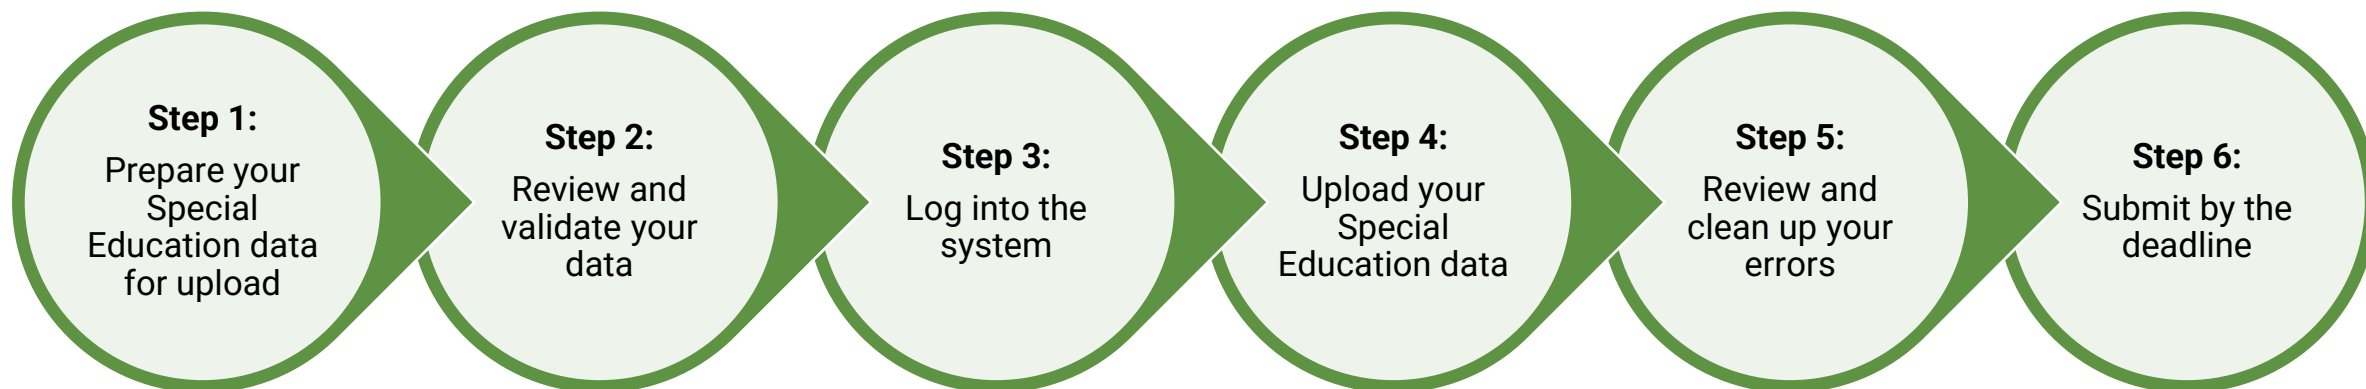 Step 1:
Prepare your
Special
Education data
for upload
Step 2:
Review and
validate your
data
Step 3:
Log into the
system
Step 4:
Upload your
Special
Education data
Step 5:
Review and
clean up your
errors
Step 6:
Submit by the
deadline